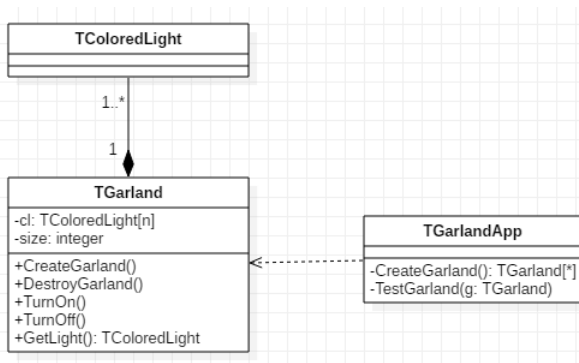 TColoredLight
1..*
1
TGarland
-cl: TColoredLight[n]
-size: integer
+CreateGarland()
+DestroyGarland()
+TurnOn()
+TurnOff()
+GetLight(): TColoredLight
TGarlandApp
-CreateGarland(): TGarland[*]
-TestGarland(g: TGarland)